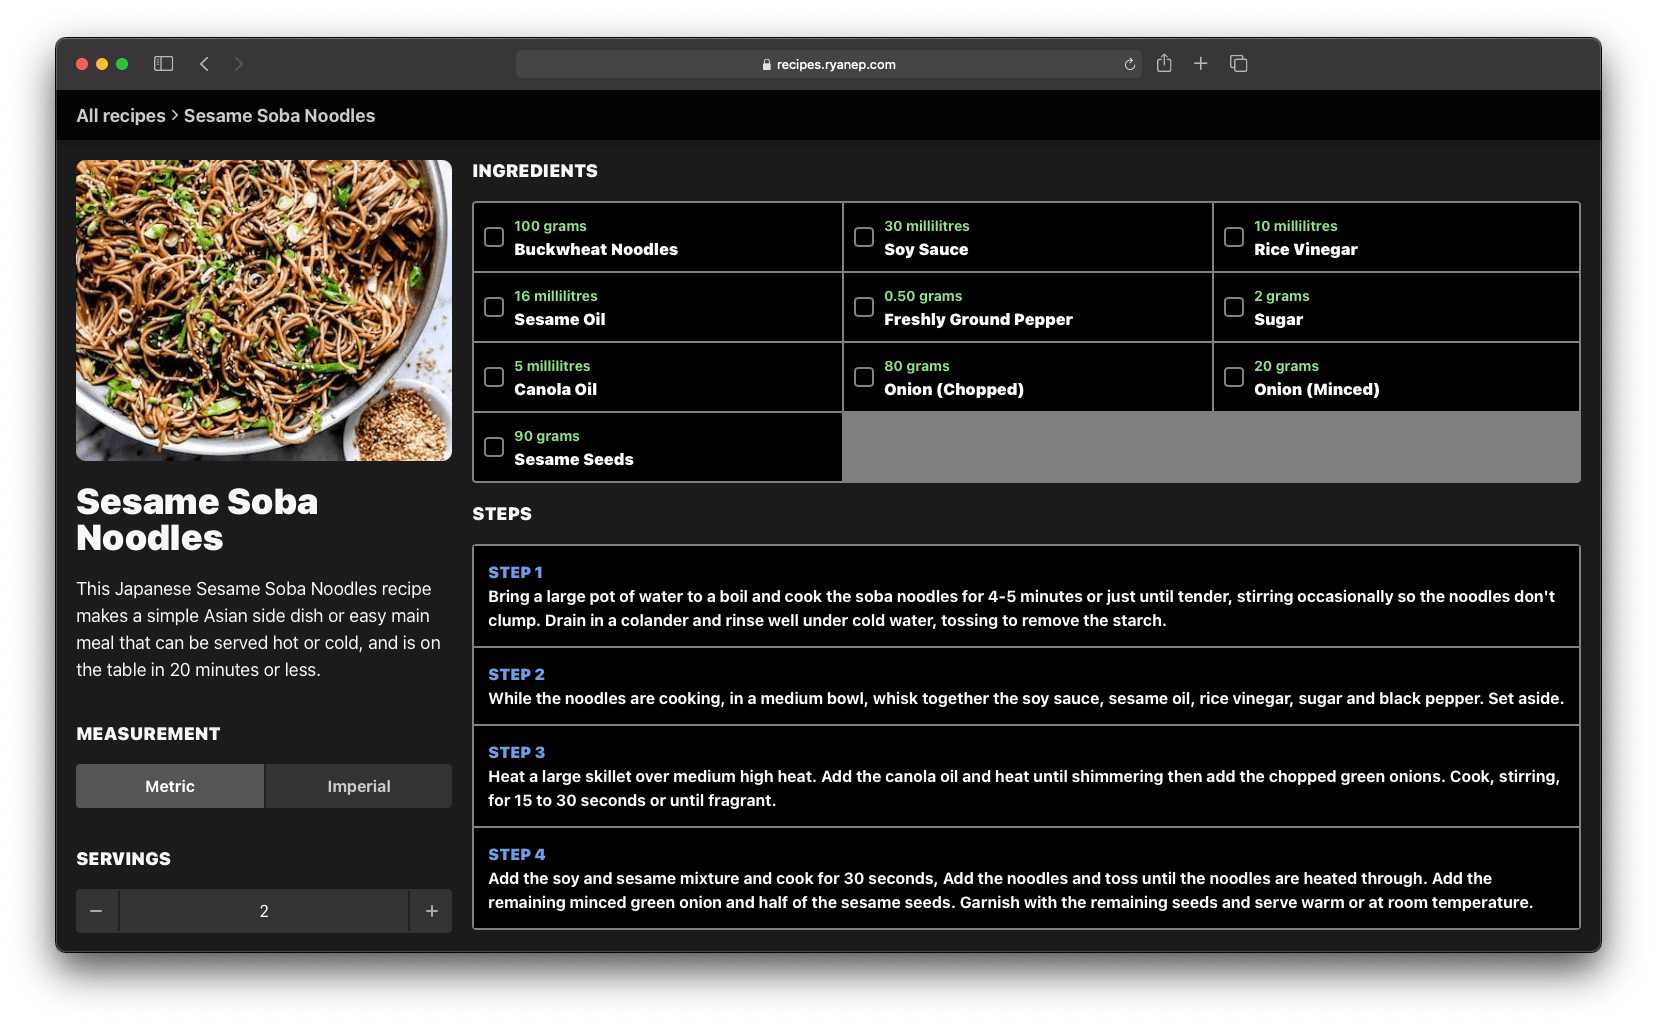 recipes.ryanep.com
All recipes > Sesame Soba Noodles
Sesame Soba
Noodles
This Japanese Sesame Soba Noodles recipe
makes a simple Asian side dish or easy main
meal that can be served hot or cold, and is on
the table in 20 minutes or less.
MEASUREMENT
Metric Imperial
SERVINGS
− 2 +
INGREDIENTS
100 grams
Buckwheat Noodles
30 millilitres
Soy Sauce
10 millilitres
Rice Vinegar
16 millilitres
Sesame Oil
0.50 grams
Freshly Ground Pepper
2 grams
Sugar
5 millilitres
Canola Oil
80 grams
Onion (Chopped)
20 grams
Onion (Minced)
90 grams
Sesame Seeds
STEPS
STEP 1
Bring a large pot of water to a boil and cook the soba noodles for 4-5 minutes or just until tender, stirring occasionally so the noodles don't
clump. Drain in a colander and rinse well under cold water, tossing to remove the starch.
STEP 2
While the noodles are cooking, in a medium bowl, whisk together the soy sauce, sesame oil, rice vinegar, sugar and black pepper. Set aside.
STEP 3
Heat a large skillet over medium high heat. Add the canola oil and heat until shimmering then add the chopped green onions. Cook, stirring,
for 15 to 30 seconds or until fragrant.
STEP 4
Add the soy and sesame mixture and cook for 30 seconds, Add the noodles and toss until the noodles are heated through. Add the
remaining minced green onion and half of the sesame seeds. Garnish with the remaining seeds and serve warm or at room temperature.